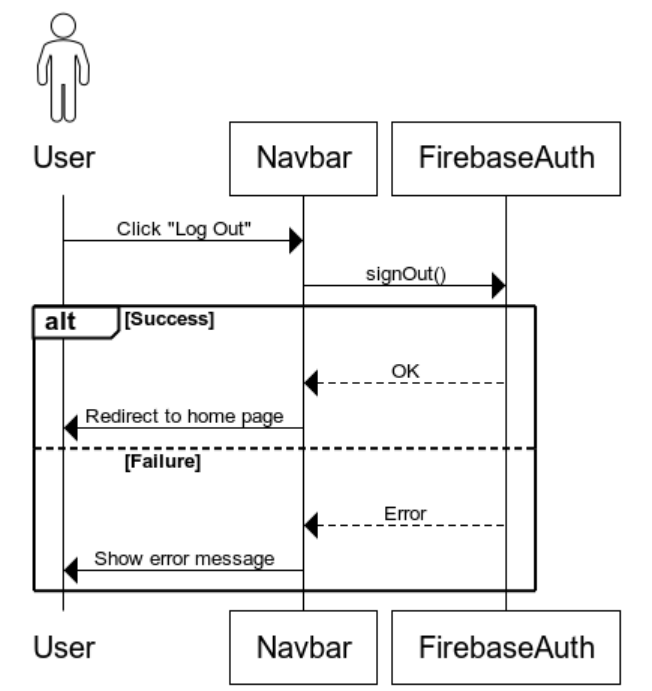 User
Navbar
FirebaseAuth
Click "Log Out"
signOut()
alt
[Success]
OK
Redirect to home page
[Failure]
Error
Show error message
User
Navbar
FirebaseAuth